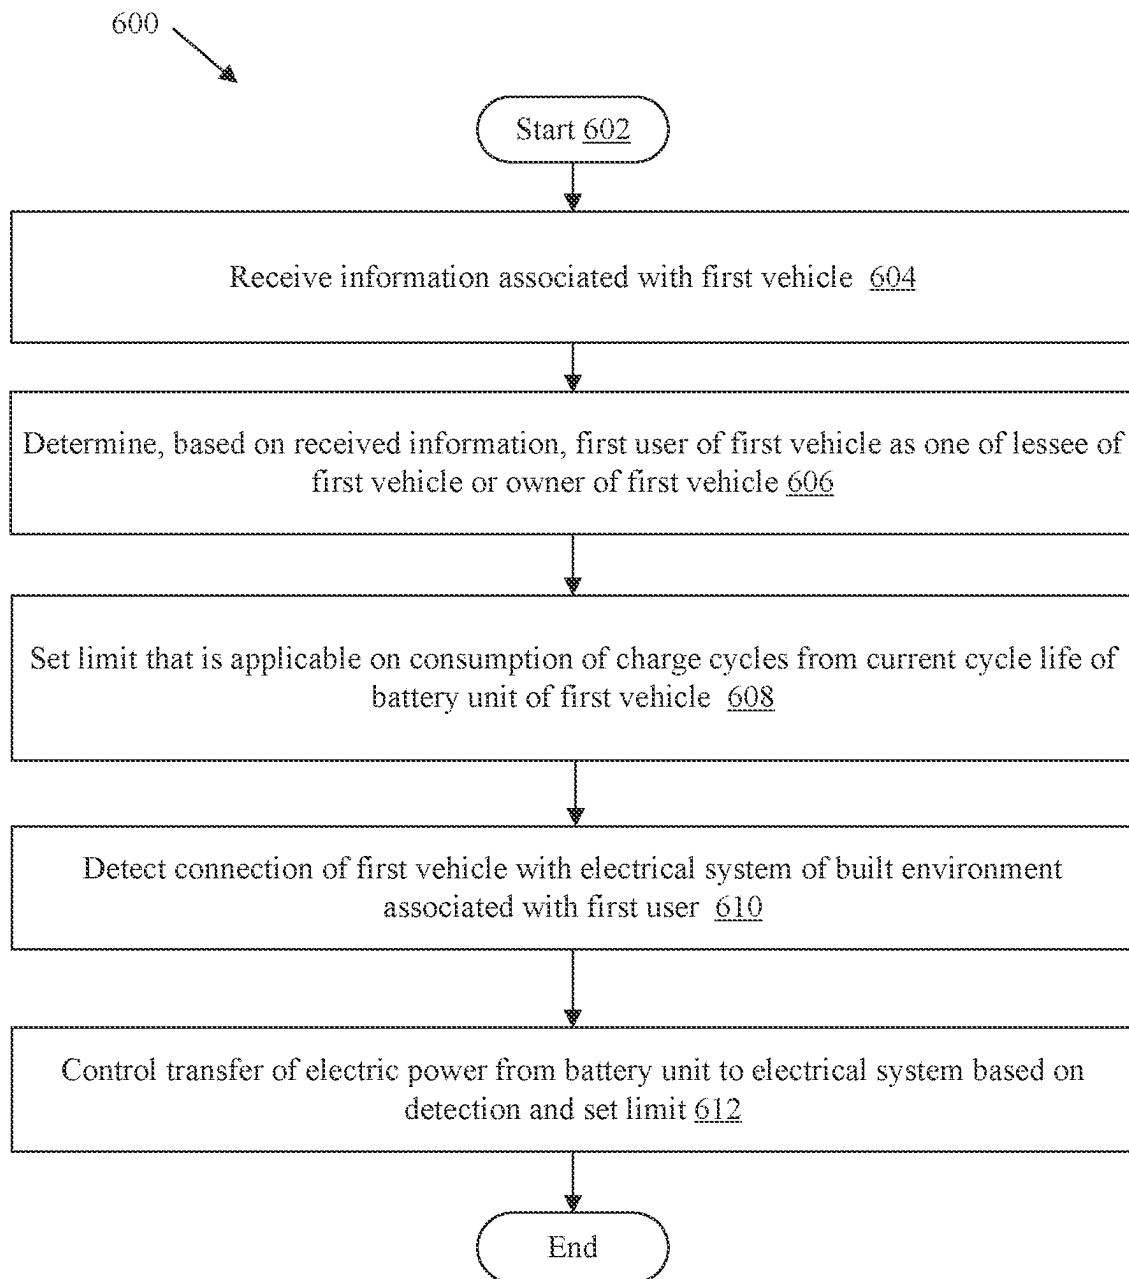 600
Start 602
Receive information associated with first vehicle 604
Determine, based on received information, first user of first vehicle as one of lessee of
first vehicle or owner of first vehicle 606
Set limit that is applicable on consumption of charge cycles from current cycle life of
battery unit of first vehicle 608
Detect connection of first vehicle with electrical system of built environment
associated with first user 610
Control transfer of electric power from battery unit to electrical system based on
detection and set limit 612
End